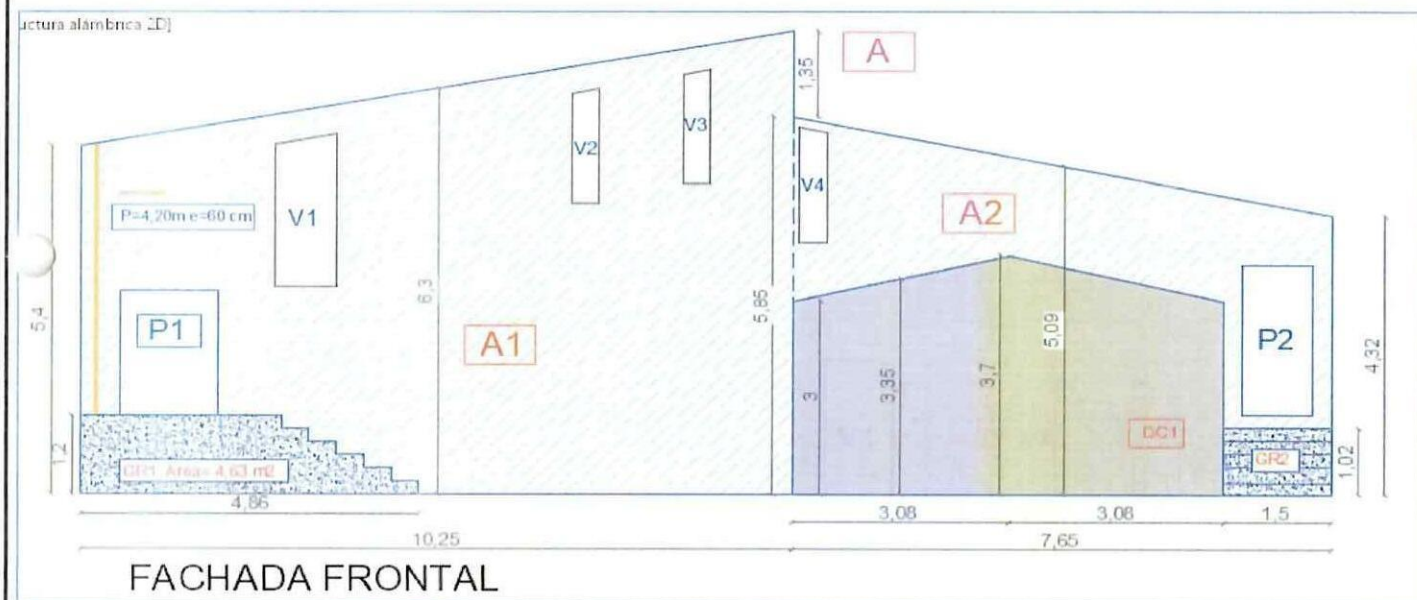 uctura alámbrica 2D]
A
1,35
V3
V2
V4
P=4,20m e=60 cm
V1
A2
5,4
6,3
5,85
P1
A1
5,09
P2
4,32
3
3,35
3,7
DC1
1,2
GR1 Area= 4,63 m2
GR2
1,02
4,86
3,08
3,08
1,5
10,25
7,65
FACHADA FRONTAL